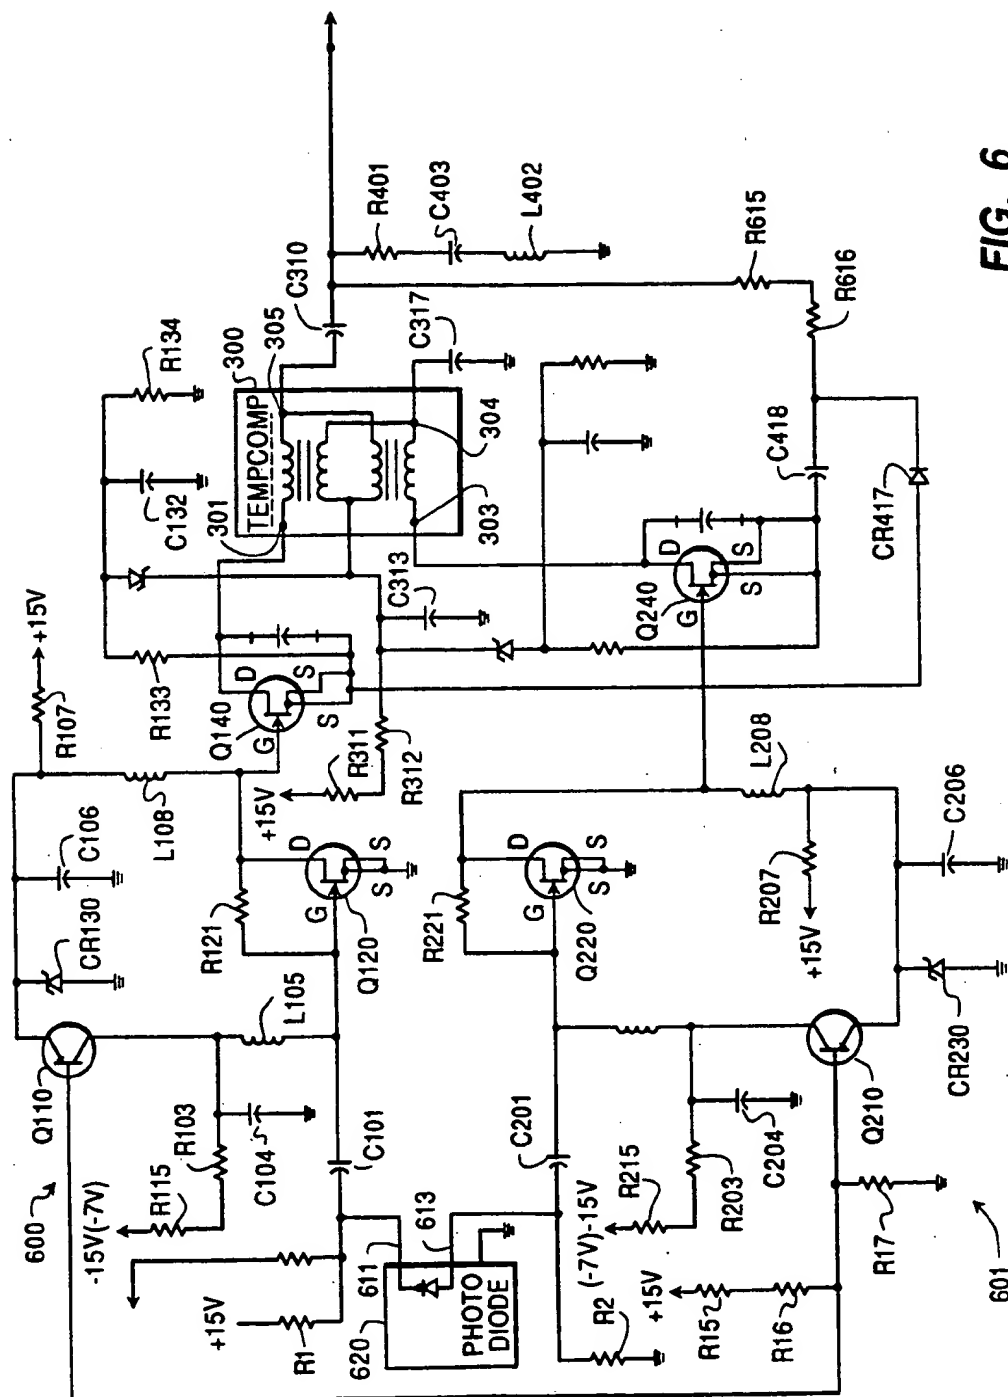 R134
R107
+15V
C106
CR130
Q110
600
-15V(-7V)
R115
R103
C104
L105
L108
R133
C132
TEMPCOMP
300
305
C310
R401
C403
L402
301
303
304
C317
C313
D
G
S
S
Q140
+15V
R311
R312
R121
D
G
S
S
Q120
C101
+15V
R1
611
613
620
PHOTO
DIODE
R2
C201
R221
D
G
S
S
Q220
D
G
S
S
Q240
C418
R615
R616
CR417
L208
R207
+15V
C206
CR230
Q210
(-7V)-15V
R215
R203
C204
+15V
R15
R16
R17
601
FIG. 6